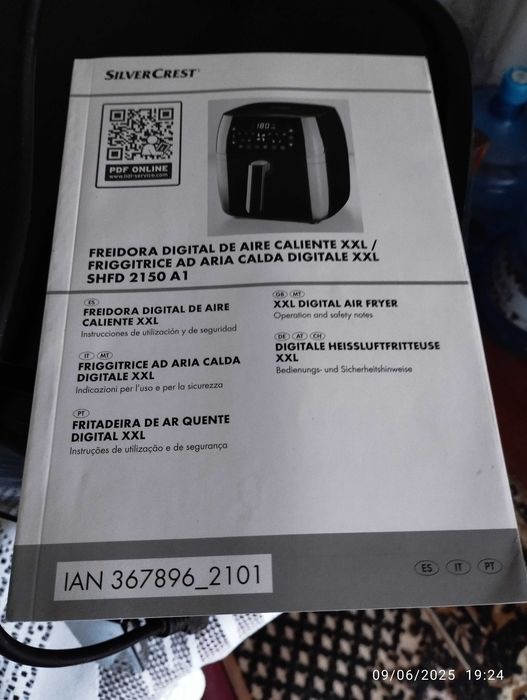 SILVERCREST®
180
PDF ONLINE
www.lidl-service.com
FREIDORA DIGITAL DE AIRE CALIENTE XXL /
FRIGGITRICE AD ARIA CALDA DIGITALE XXL
SHFD 2150 A1
ES
FREIDORA DIGITAL DE AIRE
CALIENTE XXL
Instrucciones de utilización y de seguridad
IT MT
FRIGGITRICE AD ARIA CALDA
DIGITALE XXL
Indicazioni per l'uso e per la sicurezza
PT
FRITADEIRA DE AR QUENTE
DIGITAL XXL
Instruções de utilização e de segurança
GB MT
XXL DIGITAL AIR FRYER
Operation and safety notes
DE AT CH
DIGITALE HEISSLUFTFRITTEUSE
XXL
Bedienungs- und Sicherheitshinweise
IAN 367896_2101
ES IT PT
09/06/2025 19:24